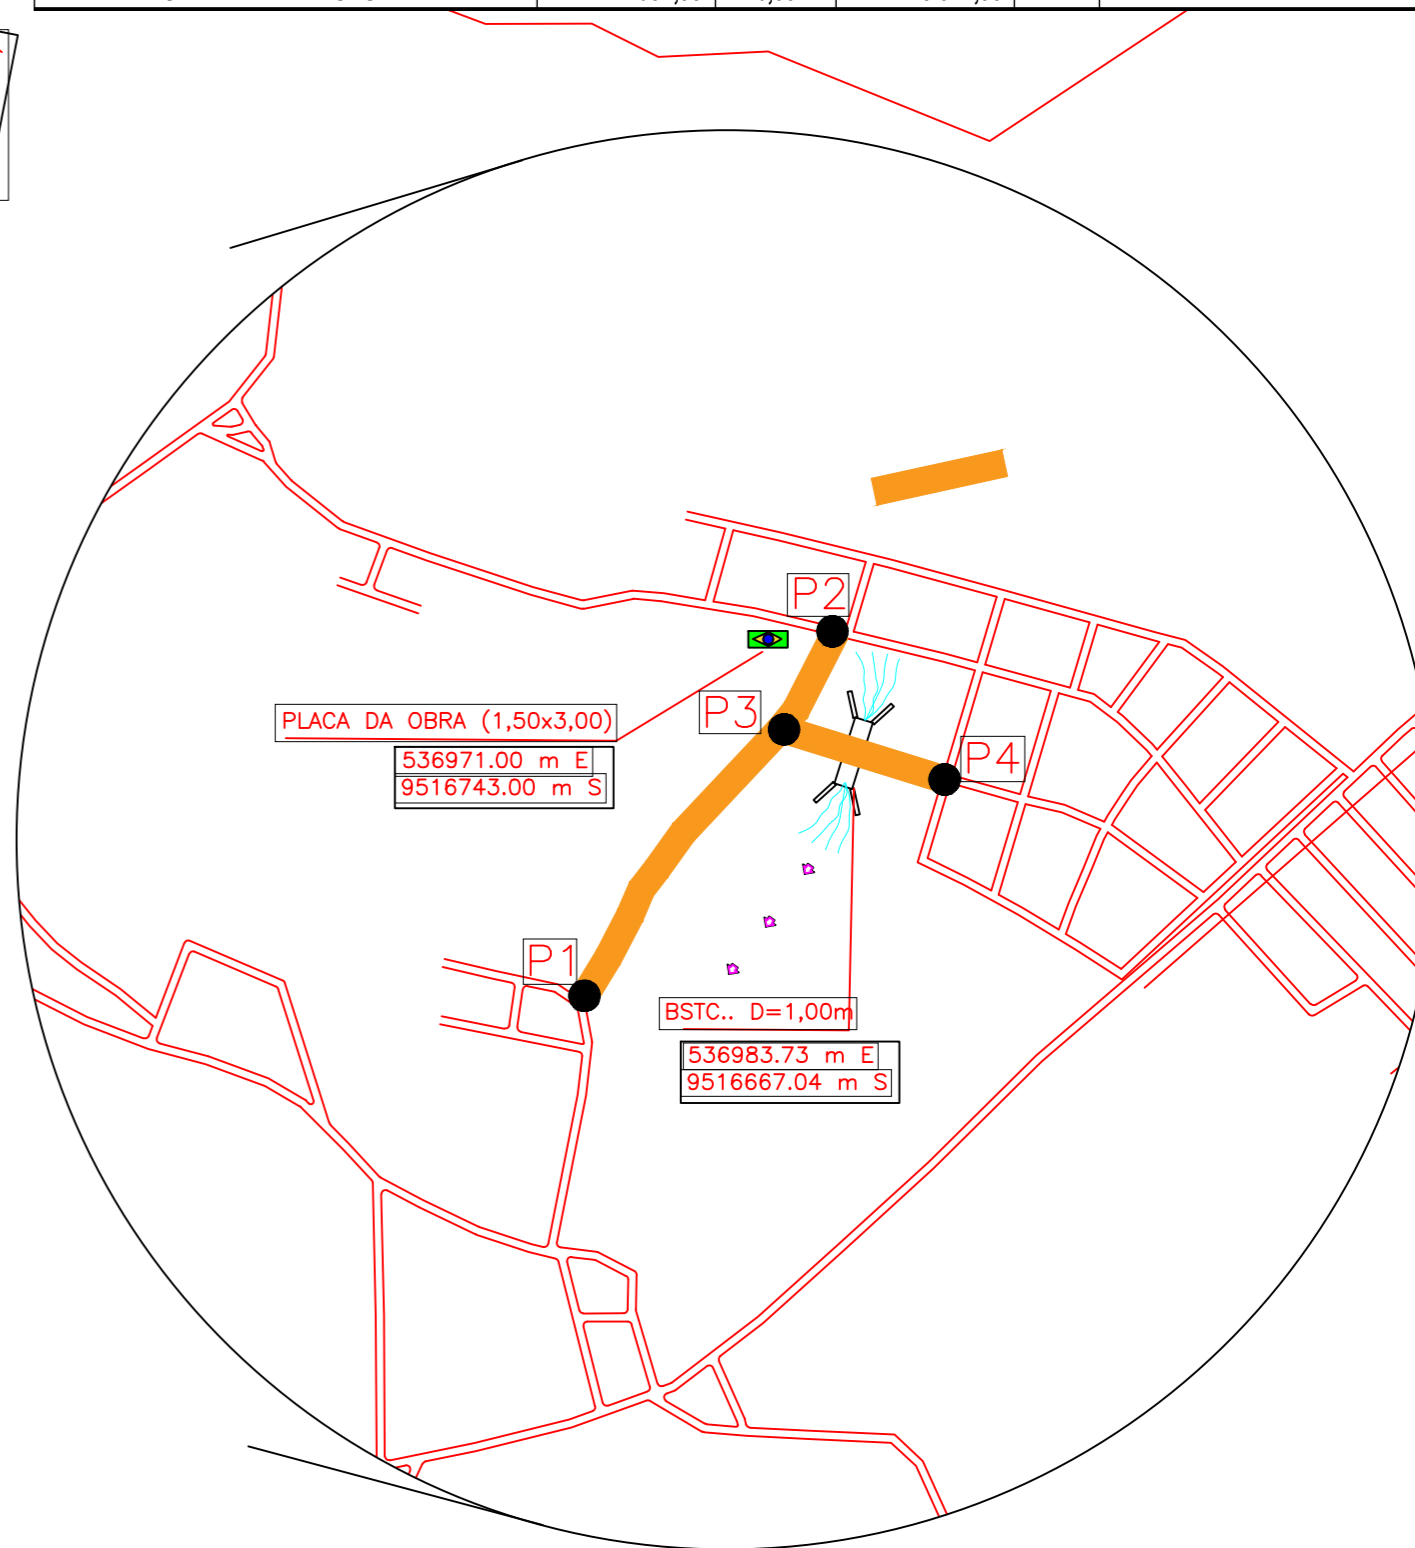 P2
P3
PLACA DA OBRA (1,50x3,00)
P4
536971.00 m E
9516743.00 m S
P1
BSTC.. D=1,00m
536983.73 m E
9516667.04 m S